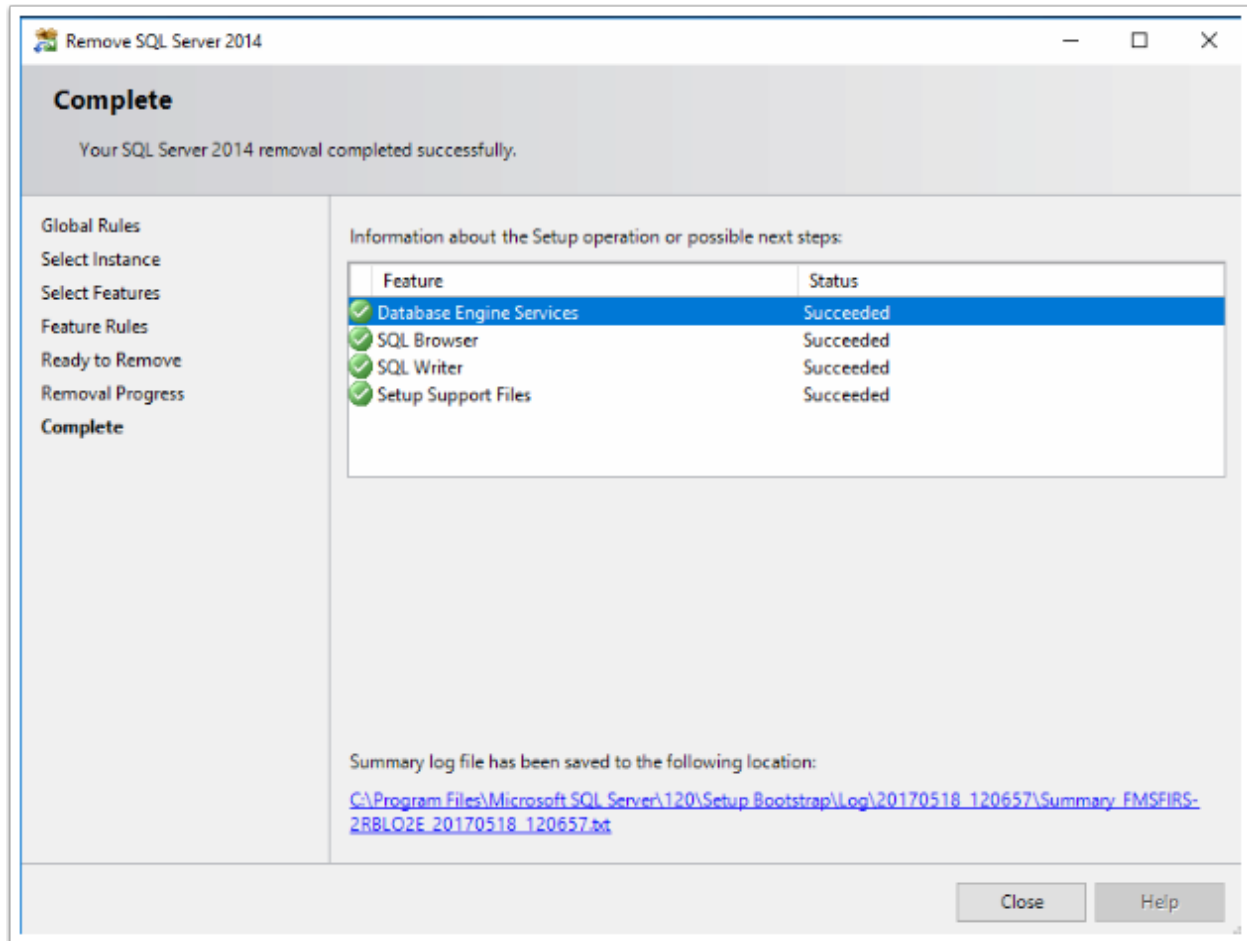 Remove SQL Server 2014
Complete
Your SQL Server 2014 removal completed successfully.
Global Rules
Select Instance
Select Features
Feature Rules
Ready to Remove
Removal Progress
Complete
Information about the Setup operation or possible next steps:
Feature Status
Database Engine Services Succeeded
SQL Browser Succeeded
SQL Writer Succeeded
Setup Support Files Succeeded
Summary log file has been saved to the following location:
C:\Program Files\Microsoft SQL Server\120\Setup Bootstrap\Log\20170518_120657\Summary_FMSFIRS-
2RBLO2E_20170518_120657.txt
Close Help